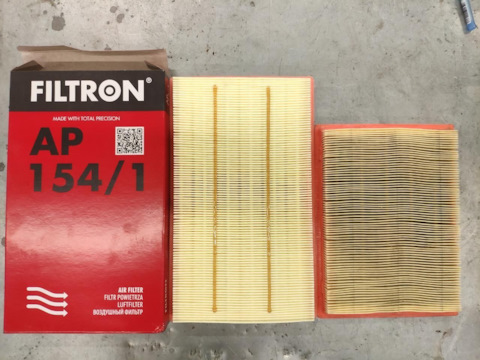 FILTRON®
MADE WITH TOTAL PRECISION
AP
154/1
AIR FILTER
FILTR POWIETRZA
LUFTFILTER
ВОЗДУШНЫЙ ФИЛЬТР